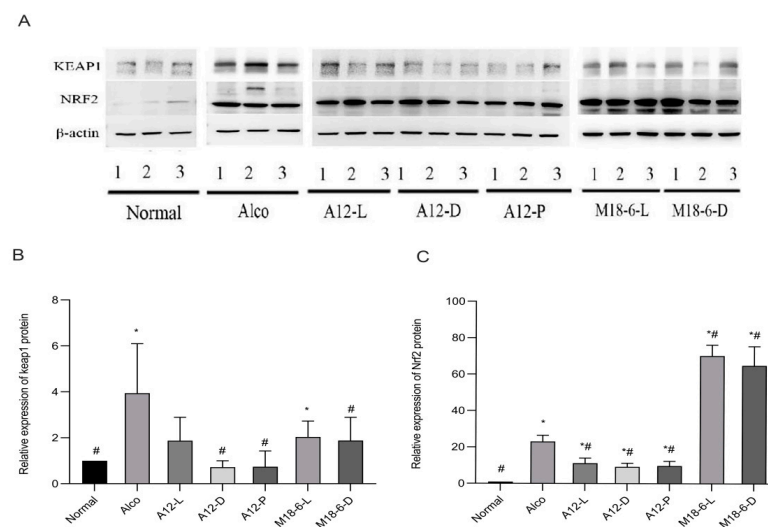 A
KEAP1
NRF2
β-actin
1 2 3 1 2 3 1 2 3 1 2 3 1 2 3 1 2 3 1 2 3
Normal Alco A12-L A12-D A12-P M18-6-L M18-6-D
B
Relative expression of keap1 protein
8
6
4
2
0
# * # # * #
Normal Alco A12-L A12-D A12-P M18-6-L M18-6-D
C
Relative expression of Nrf2 protein
100
80
60
40
20
0
# * *# *# *# *# *#
Normal Alco A12-L A12-D A12-P M18-6-L M18-6-D